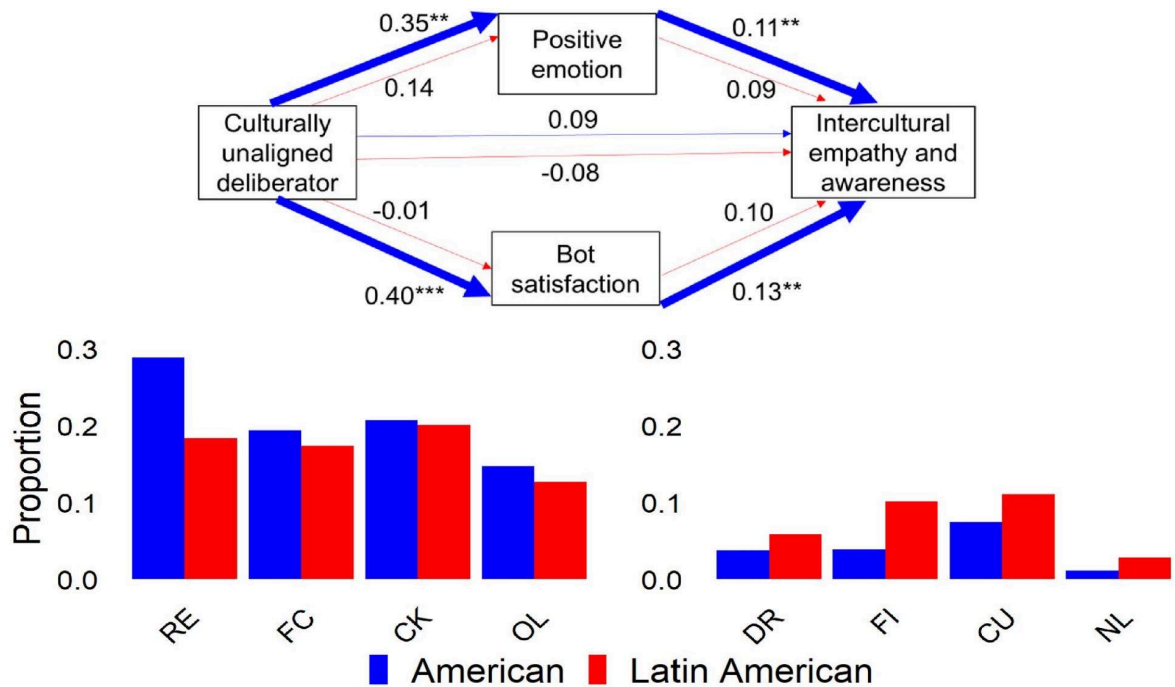 0.35**
Positive
emotion
0.11**
0.14
0.09
Culturally
unaligned
deliberator
0.09
-0.08
Intercultural
empathy and
awareness
-0.01
0.10
Bot
satisfaction
0.40***
0.13**
Proportion
0.3
0.2
0.1
0.0
RE
FC
CK
OL
0.3
0.2
0.1
0.0
DR
FI
CU
NL
American
Latin American